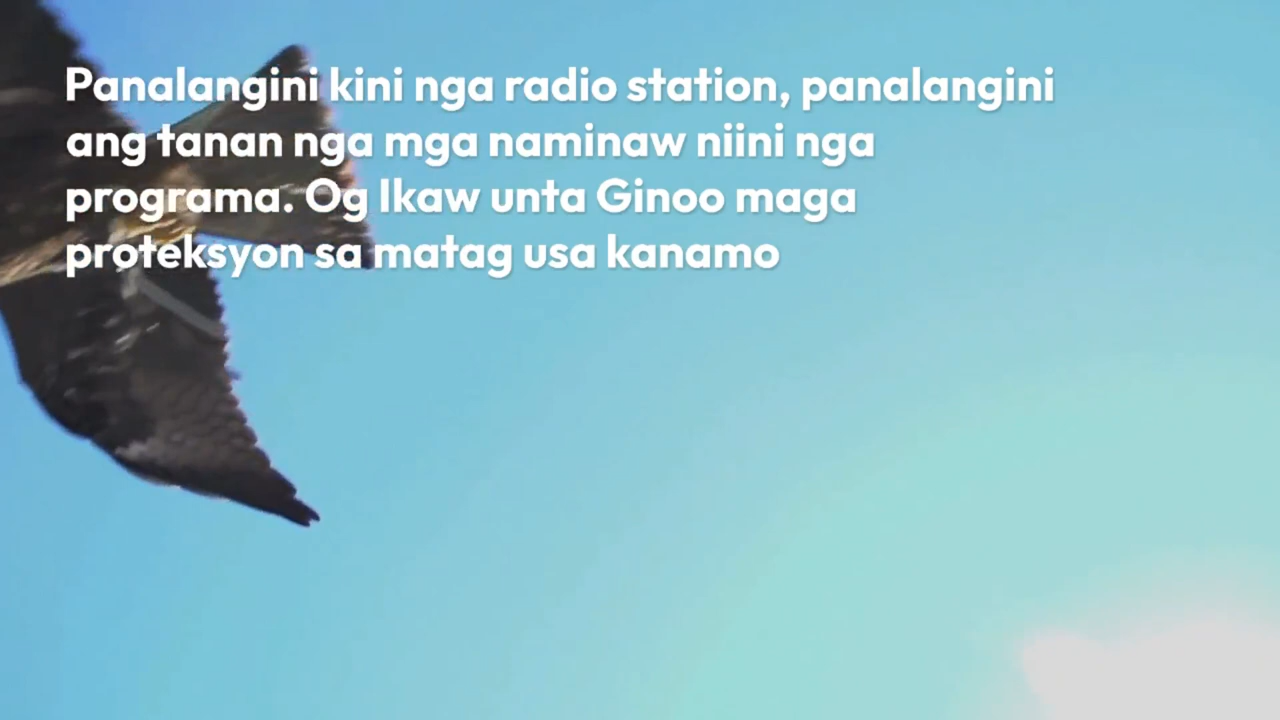 Panalangini kini nga radio station, panalangini
ang tanan nga mga naminaw niini nga
programa. Og Ikaw unta Ginoo maga
proteksyon sa matag usa kanamo